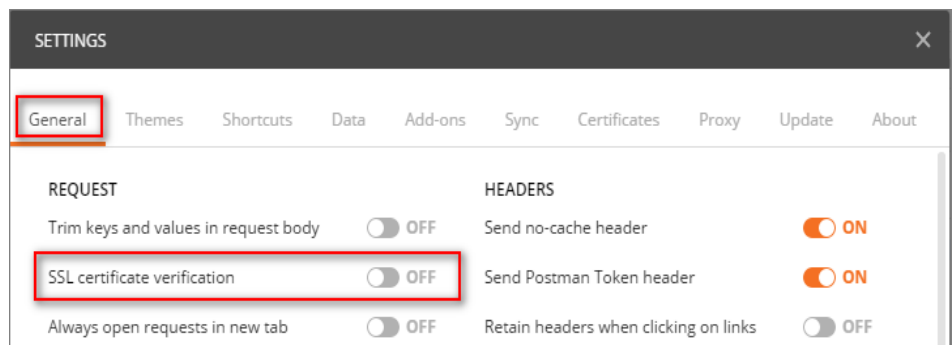 SETTINGS
General Themes Shortcuts Data Add-ons Sync Certificates Proxy Update About
REQUEST HEADERS
Trim keys and values in request body OFF Send no-cache header ON
SSL certificate verification OFF Send Postman Token header ON
Always open requests in new tab OFF Retain headers when clicking on links OFF